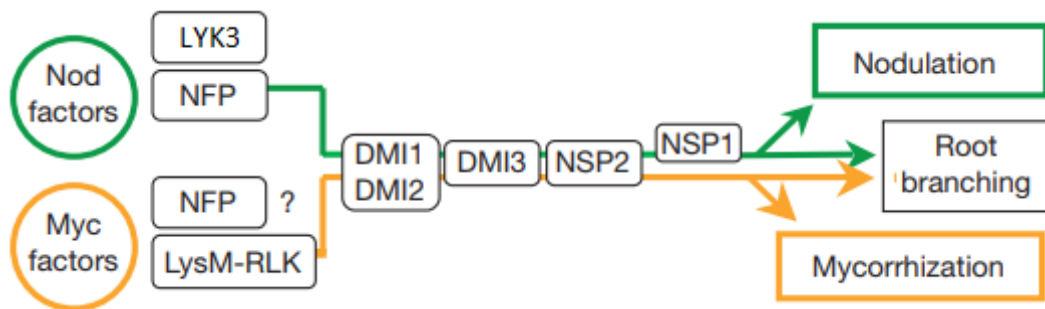 LYK3
Nod
factors
NFP
Nodulation
DMI1
DMI2
DMI3
NSP2
NSP1
Root
branching
NFP ?
Myc
factors
LysM-RLK
Mycorrhization